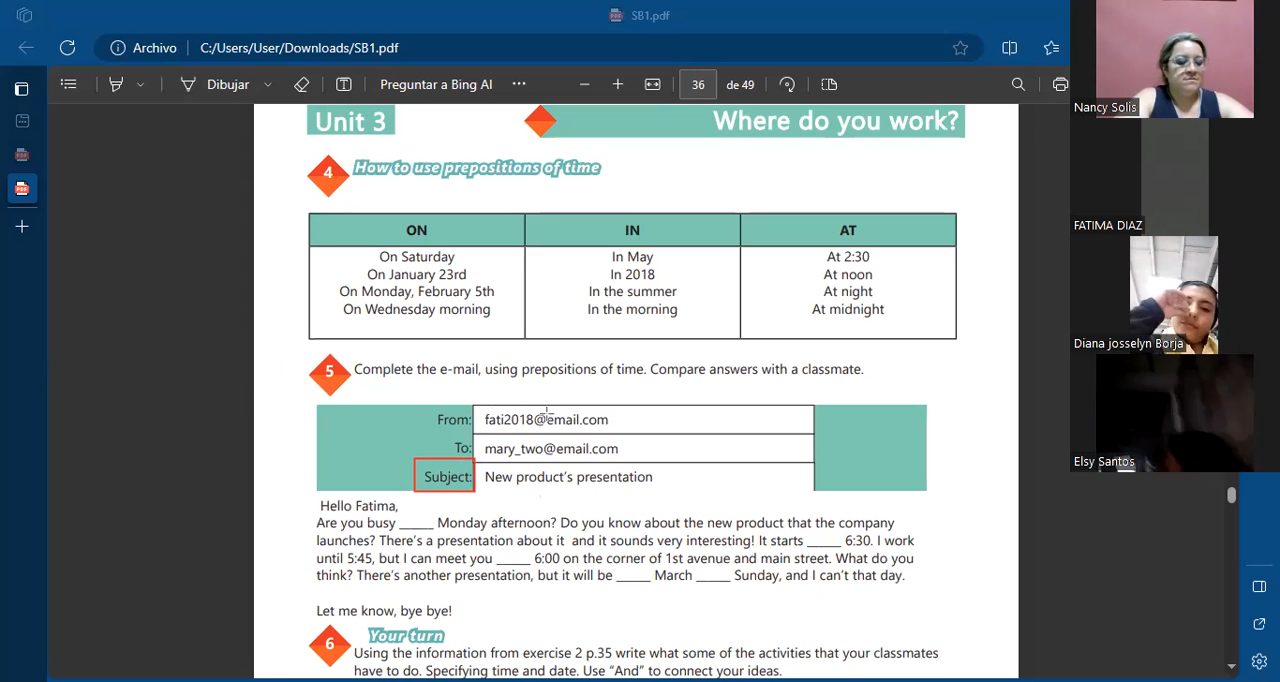 SB1.pdf
Archivo C:/Users/User/Downloads/SB1.pdf
Dibujar Preguntar a Bing AI 36 de 49
Unit 3 Where do you work?
4 How to use prepositions of time
ON IN AT
On Saturday In May At 2:30
On January 23rd In 2018 At noon
On Monday, February 5th In the summer At night
On Wednesday morning In the morning At midnight
5 Complete the e-mail, using prepositions of time. Compare answers with a classmate.
From: fati2018@email.com
To: mary_two@email.com
Subject: New product's presentation
Hello Fatima,
Are you busy _____ Monday afternoon? Do you know about the new product that the company
launches? There's a presentation about it and it sounds very interesting! It starts _____ 6:30. I work
until 5:45, but I can meet you _____ 6:00 on the corner of 1st avenue and main street. What do you
think? There's another presentation, but it will be _____ March _____ Sunday, and I can't that day.
Let me know, bye bye!
6 Your turn
Using the information from exercise 2 p.35 write what some of the activities that your classmates
have to do. Specifying time and date. Use "And" to connect your ideas.
Nancy Solis
FATIMA DIAZ
Diana josselyn Borja
Elsy Santos